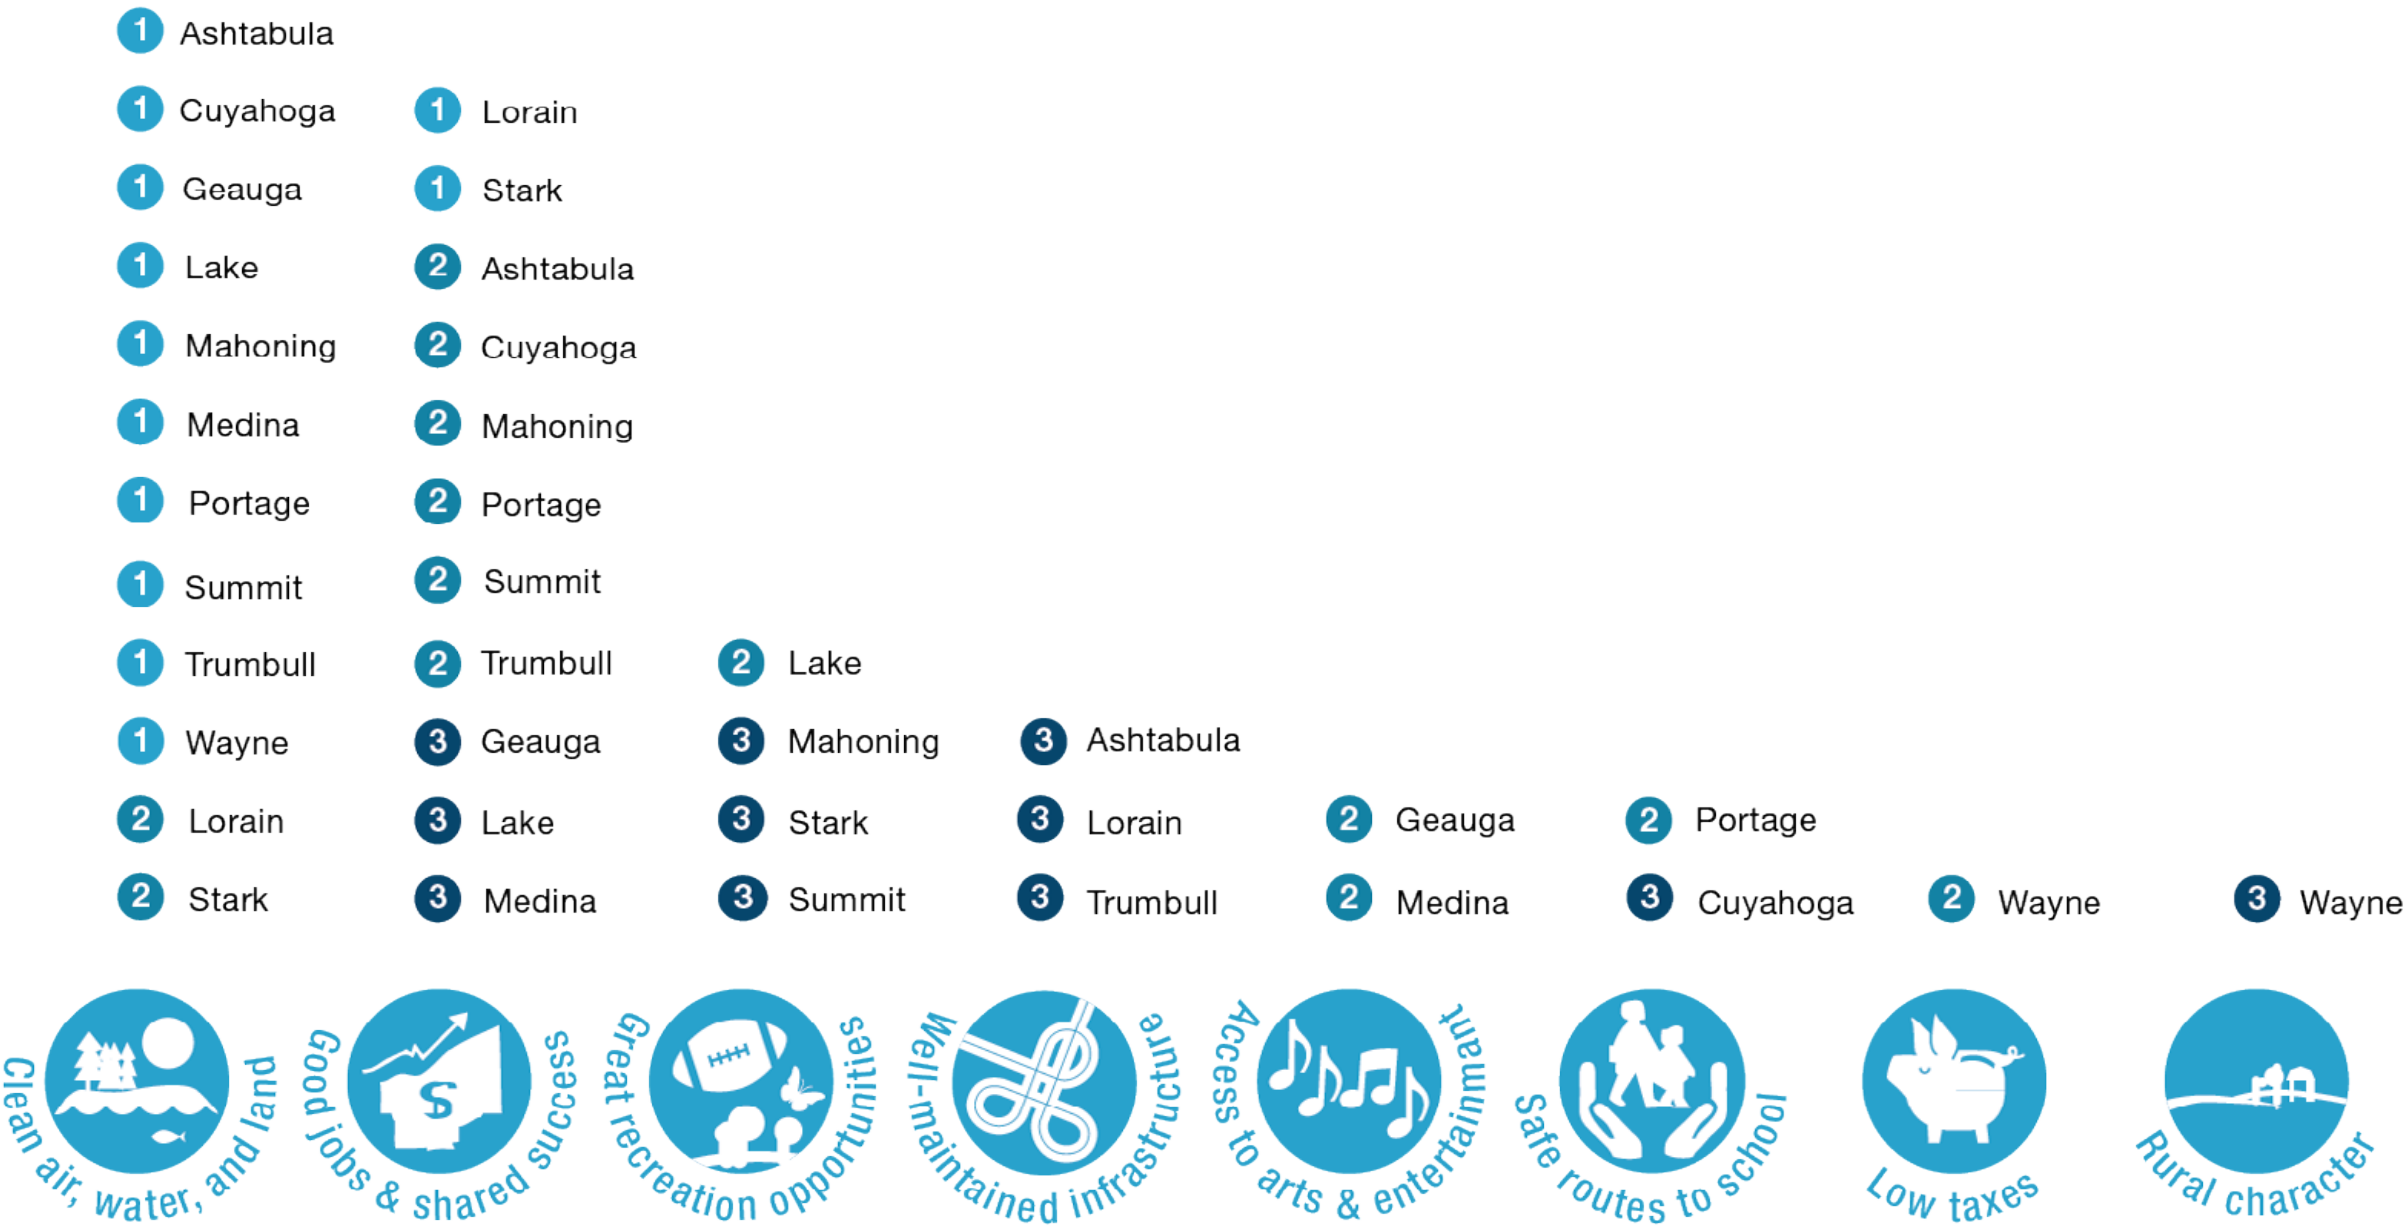 1 Ashtabula
1 Cuyahoga 1 Lorain
1 Geauga 1 Stark
1 Lake 2 Ashtabula
1 Mahoning 2 Cuyahoga
1 Medina 2 Mahoning
1 Portage 2 Portage
1 Summit 2 Summit
1 Trumbull 2 Trumbull 2 Lake
1 Wayne 3 Geauga 3 Mahoning 3 Ashtabula
2 Lorain 3 Lake 3 Stark 3 Lorain 2 Geauga 2 Portage
2 Stark 3 Medina 3 Summit 3 Trumbull 2 Medina 3 Cuyahoga 2 Wayne 3 Wayne
$
Clean air, water, and land
Good jobs & shared success
Great recreation opportunities
Well-maintained infrastructure
Access to arts & entertainmant
Safe routes to school
Low taxes
Rural character